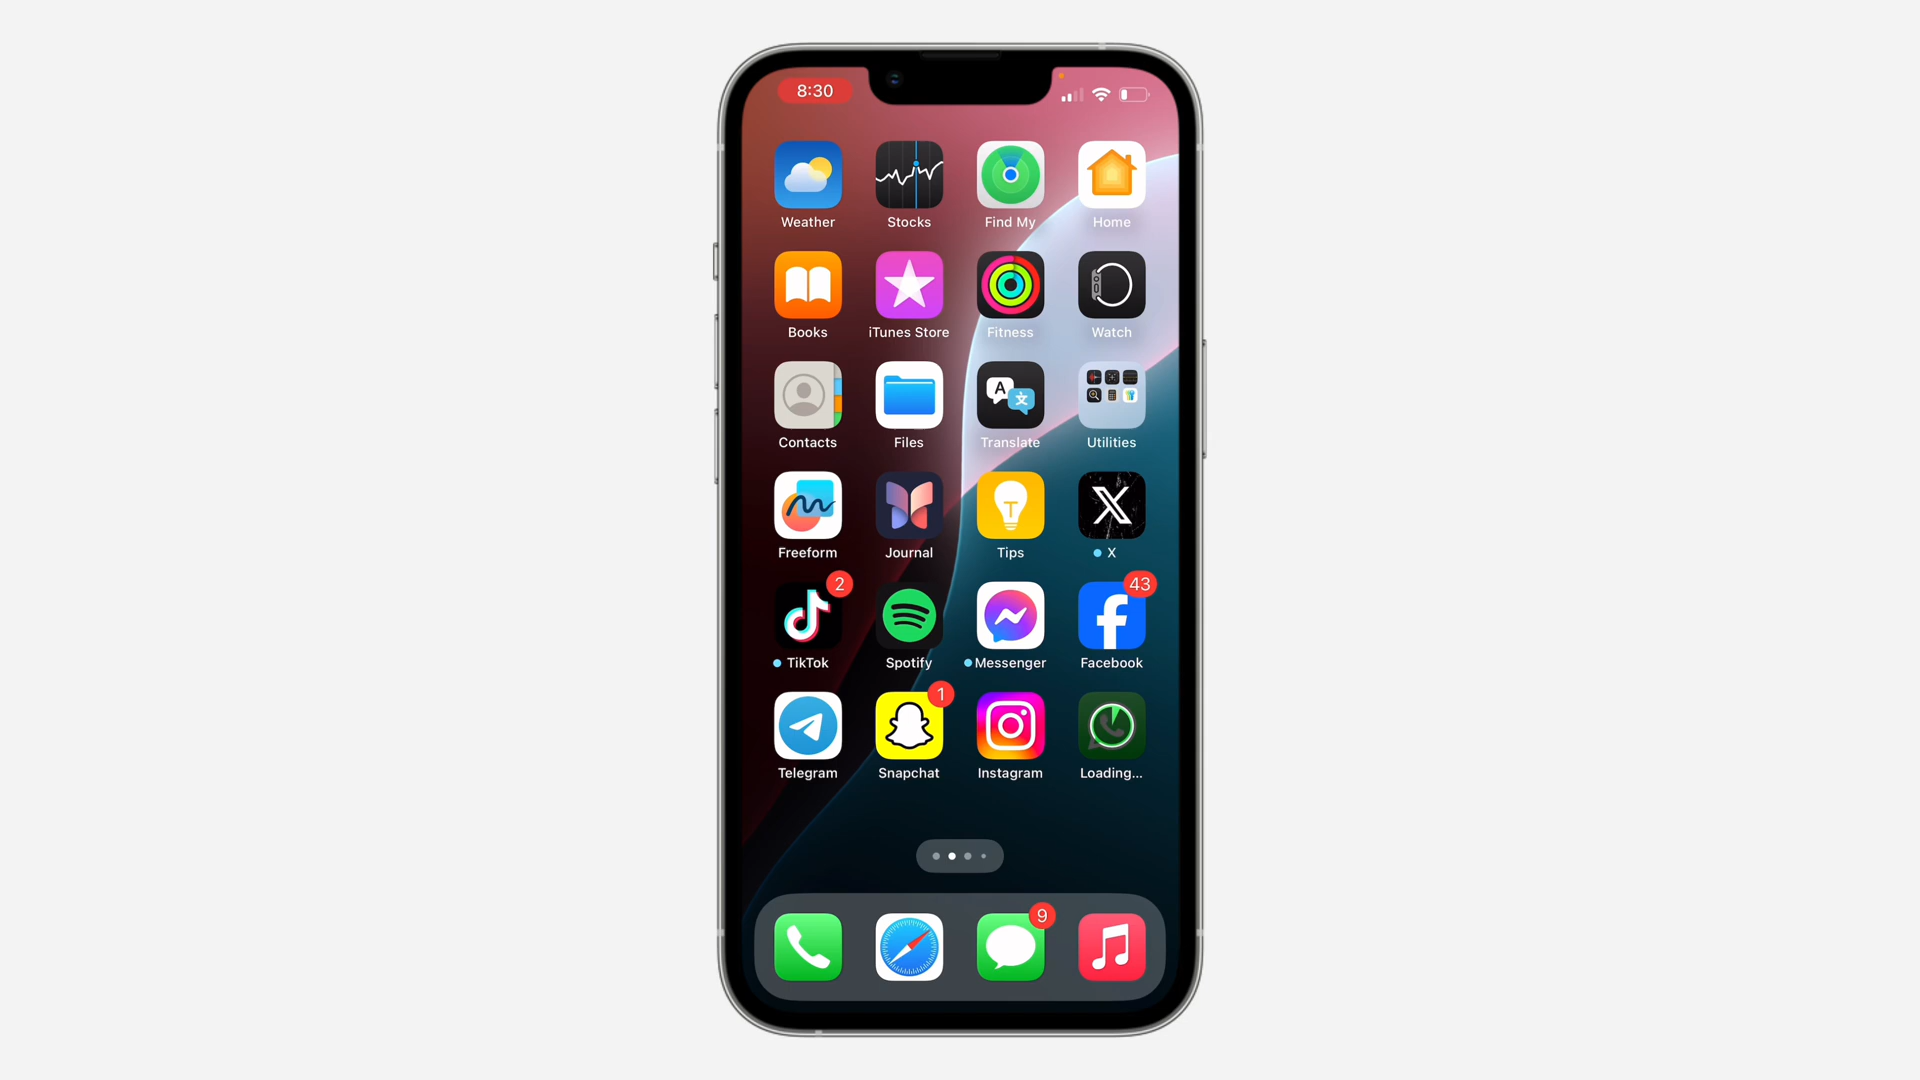 8:30
Weather Stocks Find My Home
Books iTunes Store Fitness Watch
Contacts Files Translate Utilities
Freeform Journal Tips X
2 43
TikTok Spotify Messenger Facebook
1
Telegram Snapchat Instagram Loading...
9